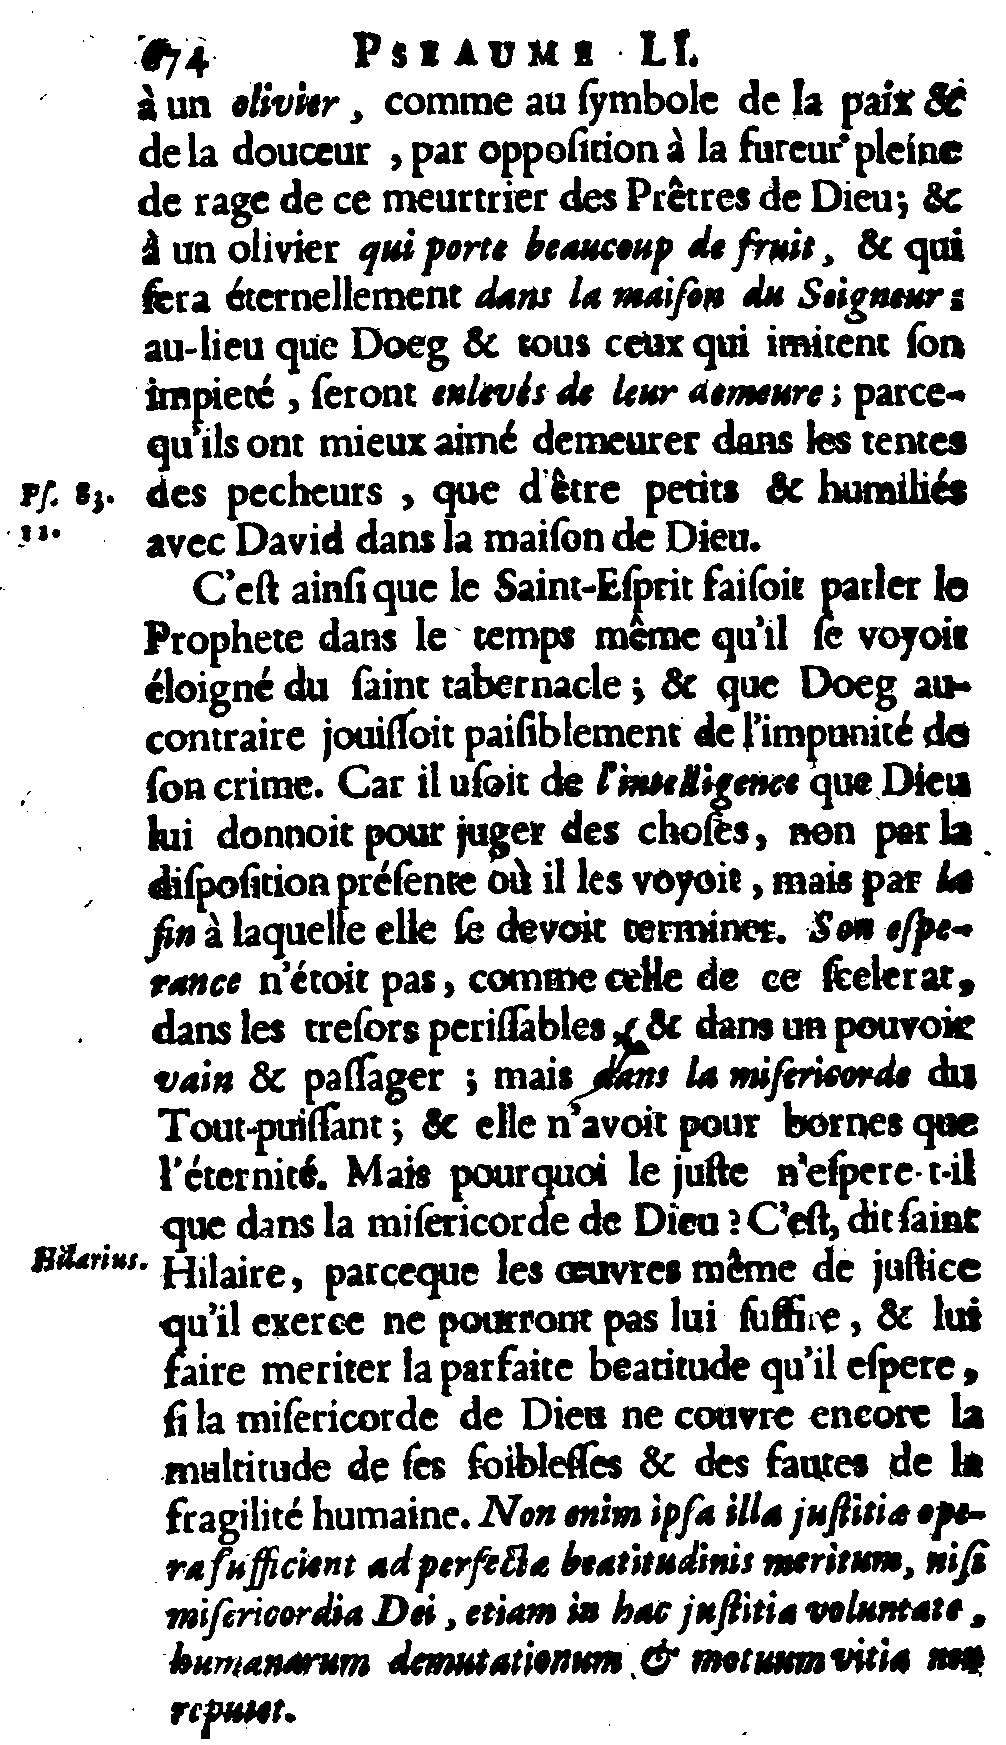 674 PSEAUME LI.
à un olivier, comme au ſymbole de la paix &
de la douceur, par oppoſition à la fureur pleine
de rage de ce meurtrier des Prêtres de Dieu; &
à un olivier qui porte beaucoup de fruit, & qui
ſera éternellement dans la maiſon du Seigneur:
au-lieu que Doeg & tous ceux qui imitent ſon
impieté, ſeront enlevés de leur demeure; parce-
qu'ils ont mieux aimé demeurer dans les tentes
Pſ. 83. des pecheurs, que d'être petits & humiliés
11. avec David dans la maiſon de Dieu.
C'eſt ainſi que le Saint-Eſprit faiſoit parler le
Prophete dans le temps même qu'il ſe voyoit
éloigné du ſaint tabernacle; & que Doeg au-
contraire jouiſſoit paiſiblement de l'impunité de
ſon crime. Car il uſoit de l'intelligence que Dieu
lui donnoit pour juger des choſes, non par la
diſpoſition préſente où il les voyoit, mais par la
fin à laquelle elle ſe devoit terminer. Son eſpe-
rance n'étoit pas, comme celle de ce ſcelerat,
dans les treſors periſſables, & dans un pouvoir
vain & paſſager; mais dans la miſericorde du
Tout-puiſſant; & elle n'avoit pour bornes que
l'éternité. Mais pourquoi le juſte n'eſpere-t-il
que dans la miſericorde de Dieu? C'eſt, dit ſaint
Hilarius. Hilaire, parceque les œuvres même de juſtice
qu'il exerce ne pourront pas lui ſuffire, & lui
faire meriter la parfaite beatitude qu'il eſpere,
ſi la miſericorde de Dieu ne couvre encore la
multitude de ſes foibleſſes & des fautes de la
fragilité humaine. Non enim ipſa illa juſtitiæ ope-
ra ſufficient ad perfectæ beatitudinis meritum, niſi
miſericordia Dei, etiam in hac juſtitia voluntate,
humanarum demutationum & motuum vitia non
reputet.